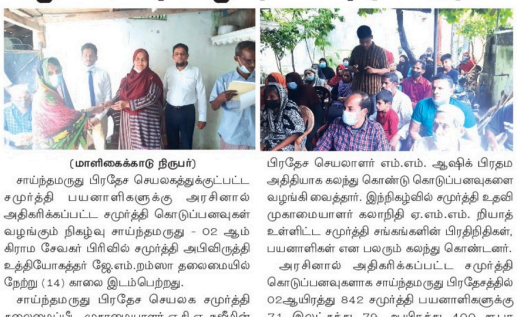 (மாளிகைக்காடு நிருபர்)
சாய்ந்தமருது பிரதேச செயலகத்துக்குட்பட்ட
சமுர்த்தி பயனாளிகளுக்கு அரசினால்
அதிகரிக்கப்பட்ட சமுர்த்தி கொடுப்பனவுகள்
வழங்கும் நிகழ்வு சாய்ந்தமருது - 02 ஆம்
கிராம சேவகர் பிரிவில் சமுர்த்தி அபிவிருத்தி
உத்தியோகத்தர் ஜே.எம்.றம்ஸா தலைமையில்
நேற்று (14) காலை இடம்பெற்றது.
சாய்ந்தமருது பிரதேச செயலக சமுர்த்தி
பிரதேச செயலாளர் எம்.எம். ஆஷிக் பிரதம
அதிதியாக கலந்து கொண்டு கொடுப்பனவுகளை
வழங்கி வைத்தார். இந்நிகழ்வில் சமுர்த்தி உதவி
முகாமையாளர் கலாநிதி ஏ.எம்.எம். றியாத்
உள்ளிட்ட சமுர்த்தி சங்கங்களின் பிரதிநிதிகள்,
பயனாளிகள் என பலரும் கலந்து கொண்டனர்.
அரசினால் அதிகரிக்கப்பட்ட சமுர்த்தி
கொடுப்பனவுகளாக சாய்ந்தமருது பிரதேசத்தில்
02ஆயிரத்து 842 சமுர்த்தி பயனாளிகளுக்கு